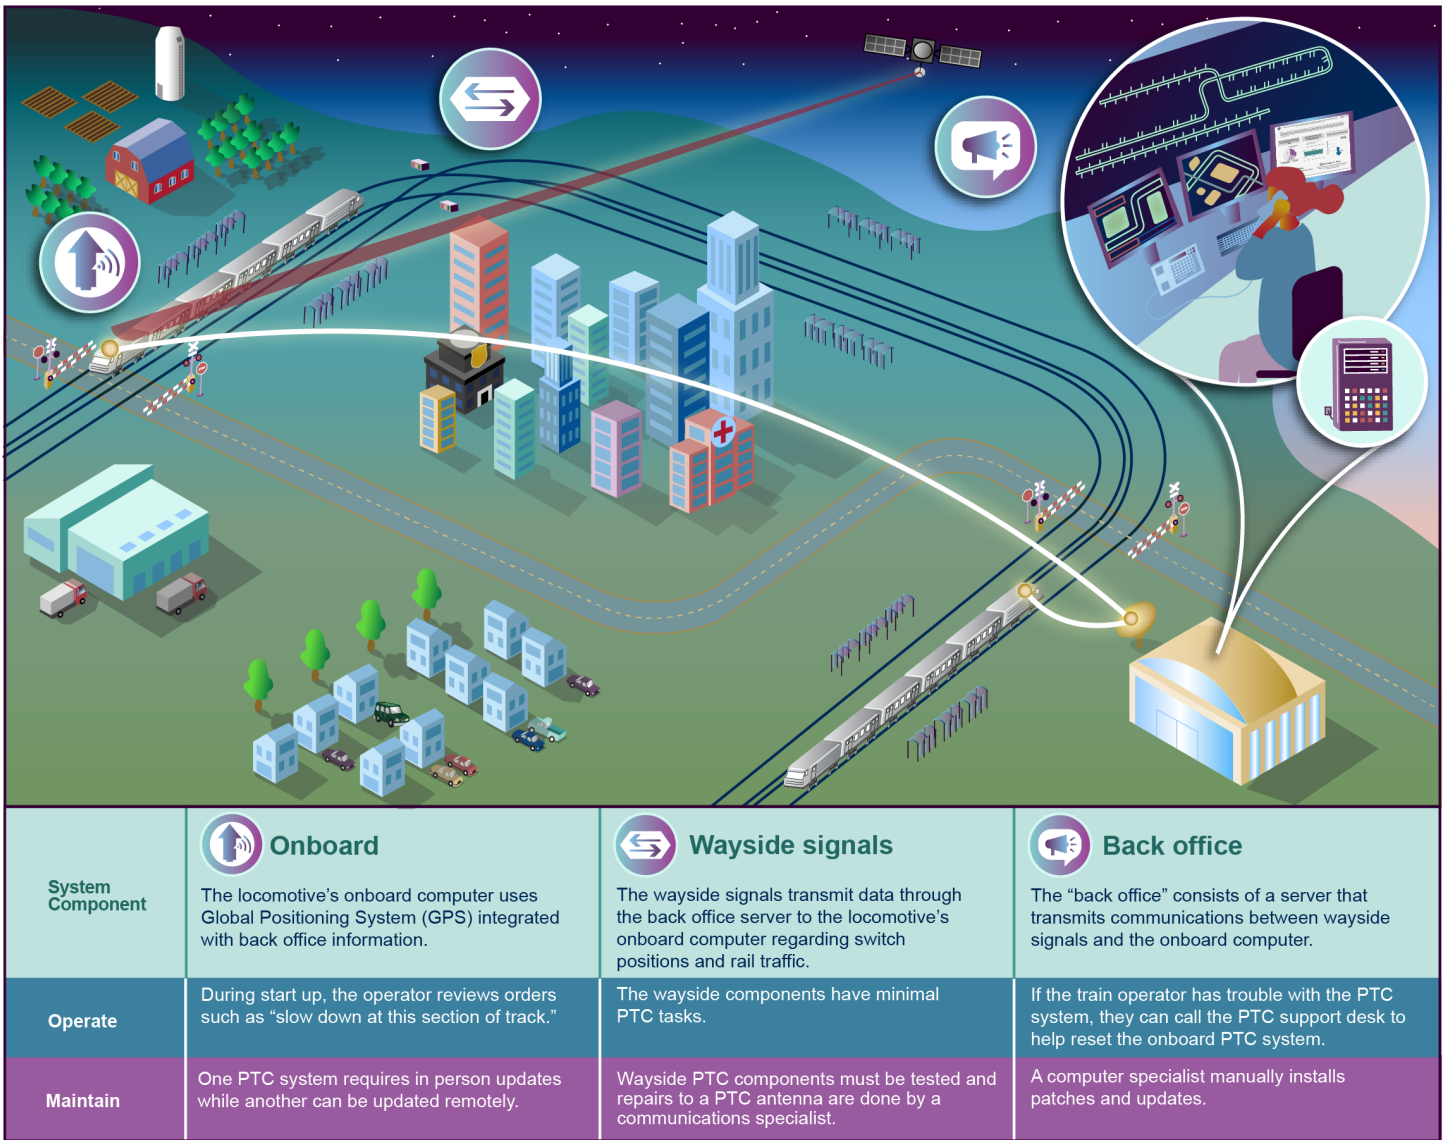 System
Component
Onboard
The locomotive’s onboard computer uses
Global Positioning System (GPS) integrated
with back office information.
Wayside signals
The wayside signals transmit data through
the back office server to the locomotive’s
onboard computer regarding switch
positions and rail traffic.
Back office
The “back office” consists of a server that
transmits communications between wayside
signals and the onboard computer.
Operate
During start up, the operator reviews orders
such as “slow down at this section of track.”
The wayside components have minimal
PTC tasks.
If the train operator has trouble with the PTC
system, they can call the PTC support desk to
help reset the onboard PTC system.
Maintain
One PTC system requires in person updates
while another can be updated remotely.
Wayside PTC components must be tested and
repairs to a PTC antenna are done by a
communications specialist.
A computer specialist manually installs
patches and updates.